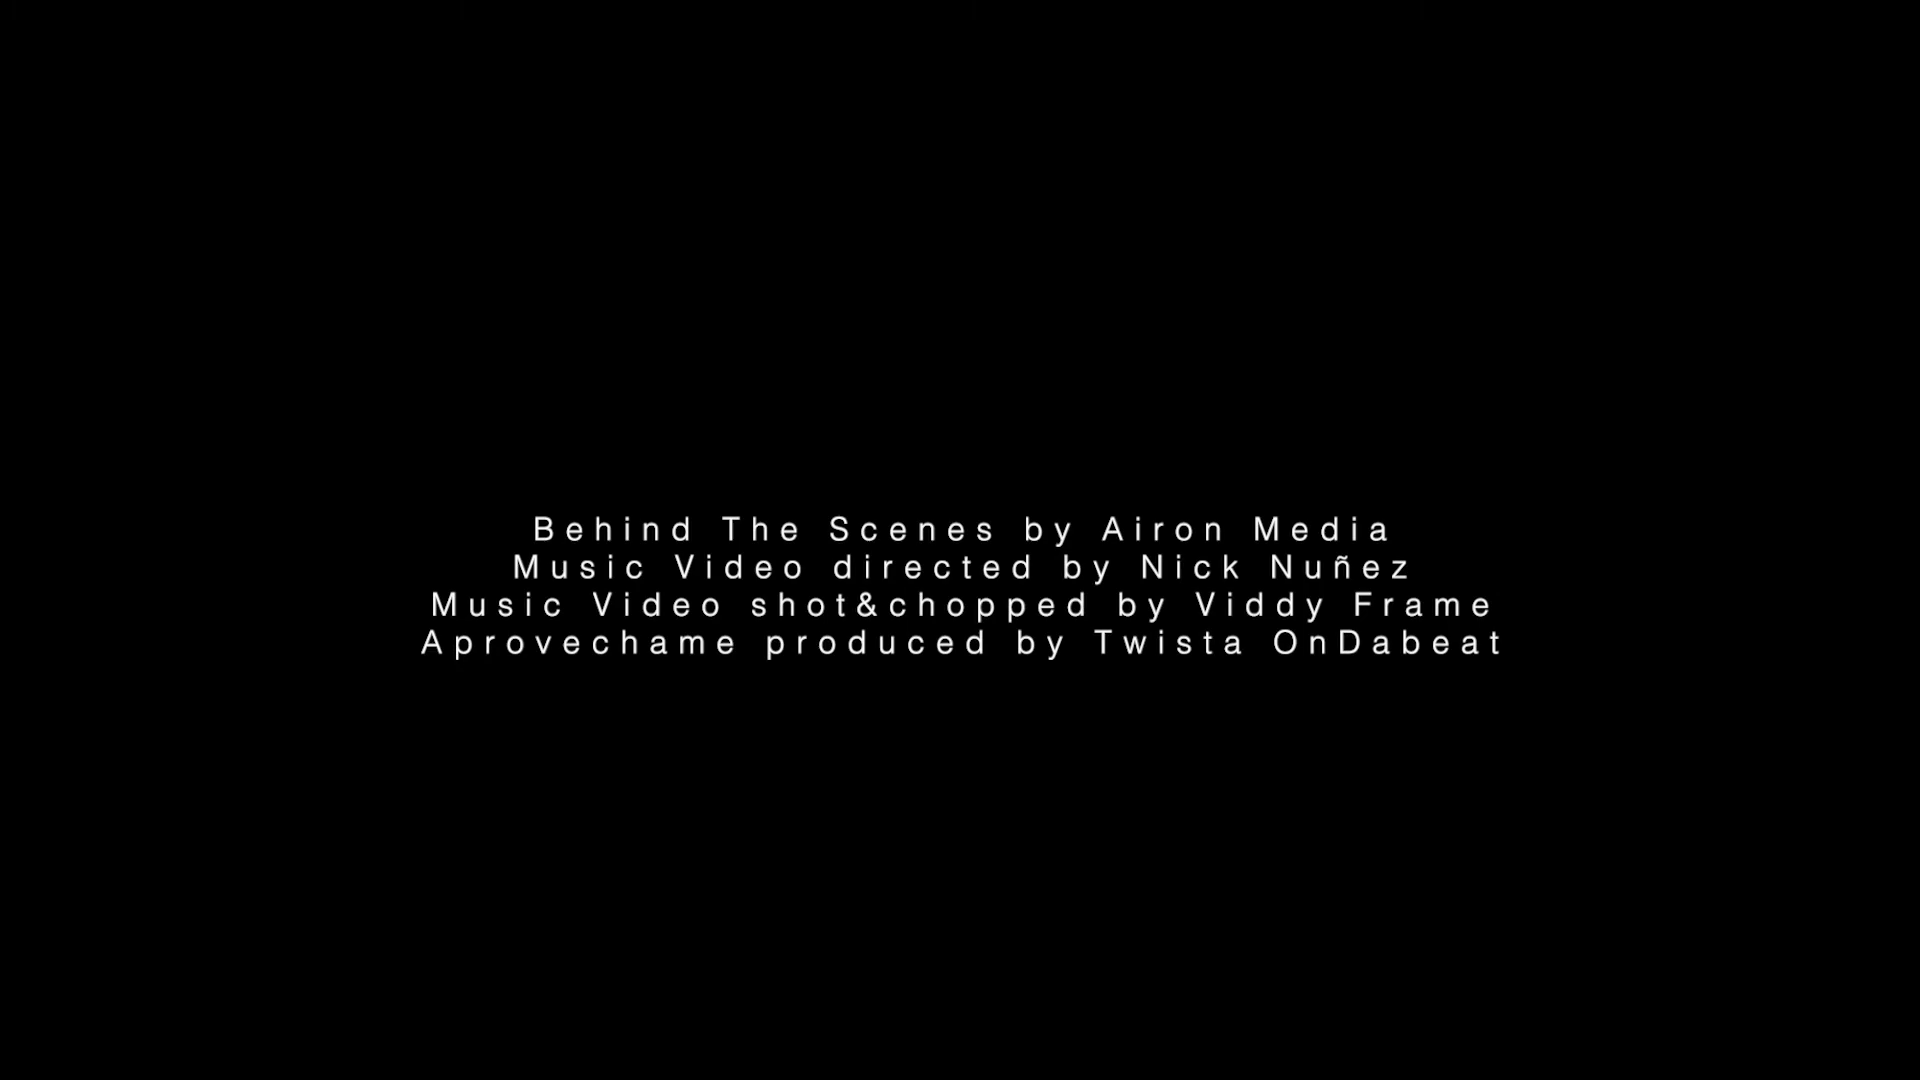 Behind The Scenes by Airon Media
Music Video directed by Nick Nuñez
Music Video shot&chopped by Viddy Frame
Aprovechame produced by Twista OnDabeat